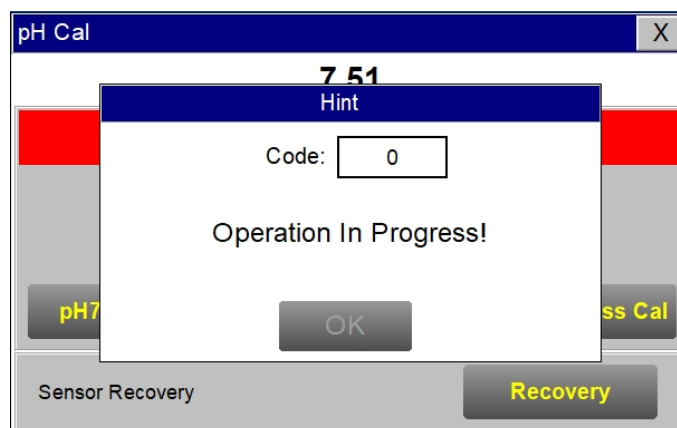 pH Cal X
7.51
Hint
Code: 0
Operation In Progress!
pH7
OK
ss Cal
Sensor Recovery
Recovery